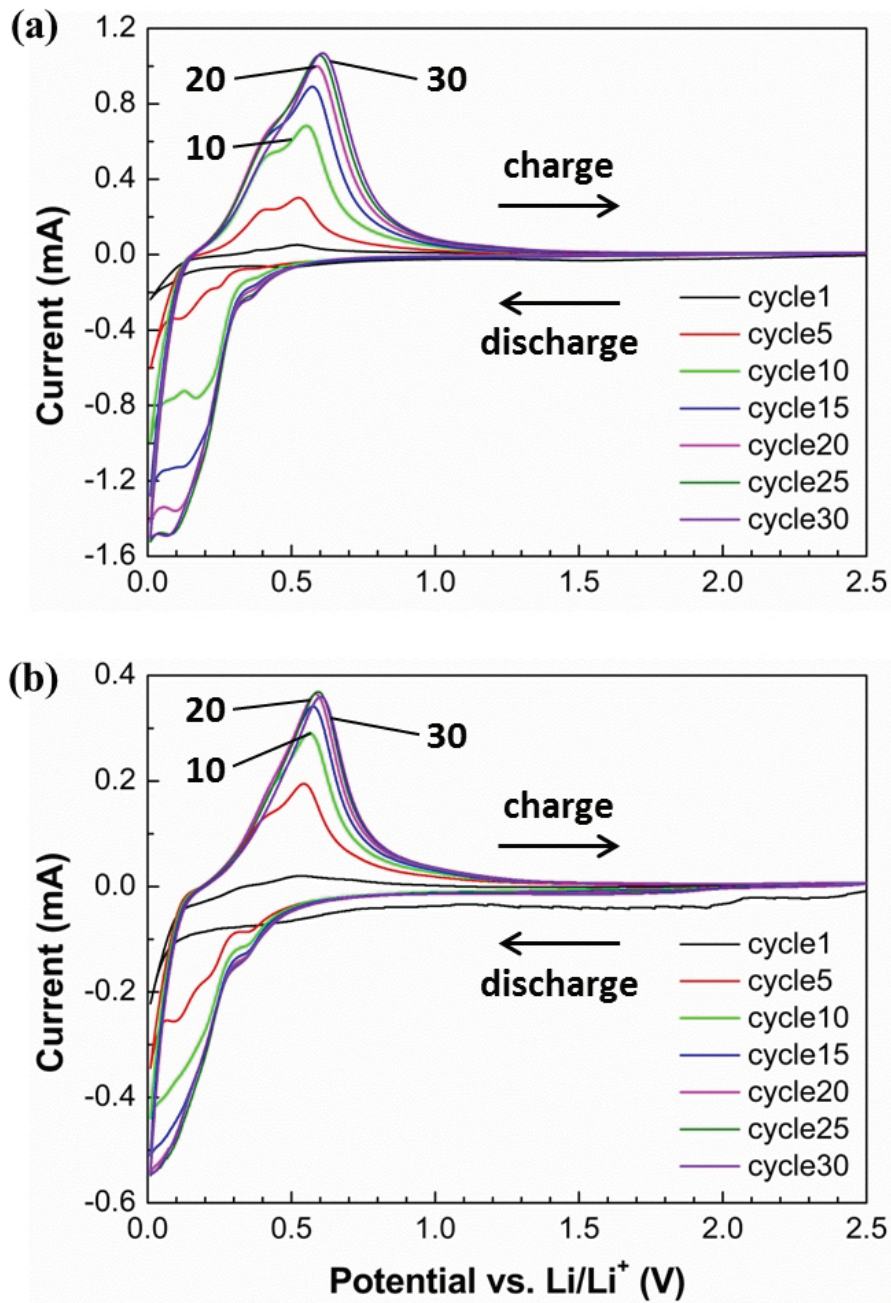 (a)
1.2
0.8
0.4
0.0
-0.4
-0.8
-1.2
-1.6
Current (mA)
20
30
10
charge
discharge
cycle1
cycle5
cycle10
cycle15
cycle20
cycle25
cycle30
0.0 0.5 1.0 1.5 2.0 2.5
(b)
0.4
0.2
0.0
-0.2
-0.4
-0.6
Current (mA)
20
30
10
charge
discharge
cycle1
cycle5
cycle10
cycle15
cycle20
cycle25
cycle30
0.0 0.5 1.0 1.5 2.0 2.5
Potential vs. Li/Li⁺ (V)